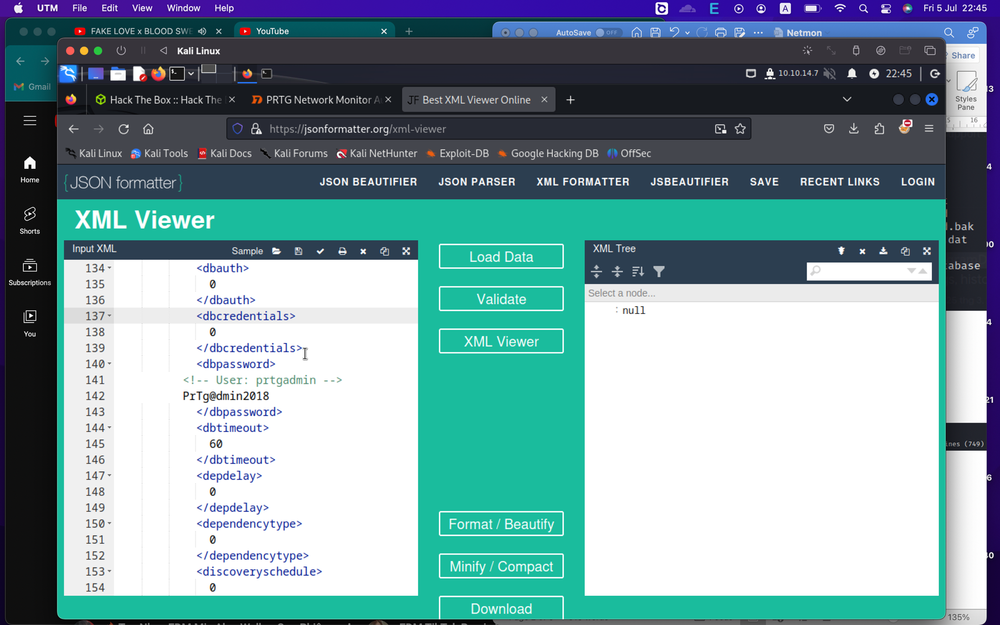 UTM File Edit View Window Help
A Fri 5 Jul 22:45
FAKE LOVE x BLOOD SWE
YouTube
AutoSave OFF
Netmon
Kali Linux
Share
10.10.14.7 22:45
Gmail
13
Hack The Box :: Hack The
PRTG Network Monitor
JF Best XML Viewer Online
Styles
Pane
https://jsonformatter.org/xml-viewer
16
Kali Linux Kali Tools Kali Docs Kali Forums Kali NetHunter Exploit-DB Google Hacking DB OffSec
Home
{JSON formatter}
JSON BEAUTIFIER JSON PARSER XML FORMATTER JSBEAUTIFIER SAVE RECENT LINKS LOGIN
XML Viewer
Shorts
.bak
dat
Input XML
Sample
Load Data
XML Tree
abase
Subscriptions
Select a node...
Validate
: null
XML Viewer
You
134 <dbauth>
135 0
136 </dbauth>
137 <dbcredentials>
138 0
139 </dbcredentials>
140 <dbpassword>
141 <!-- User: prtgadmin -->
142 PrTg@dmin2018
143 </dbpassword>
144 <dbtimeout>
145 60
146 </dbtimeout>
147 <depdelay>
148 0
149 </depdelay>
150 <dependencytype>
151 0
152 </dependencytype>
153 <discoveryschedule>
154 0
21
ines (749)
Format / Beautify
Minify / Compact
Download
135%